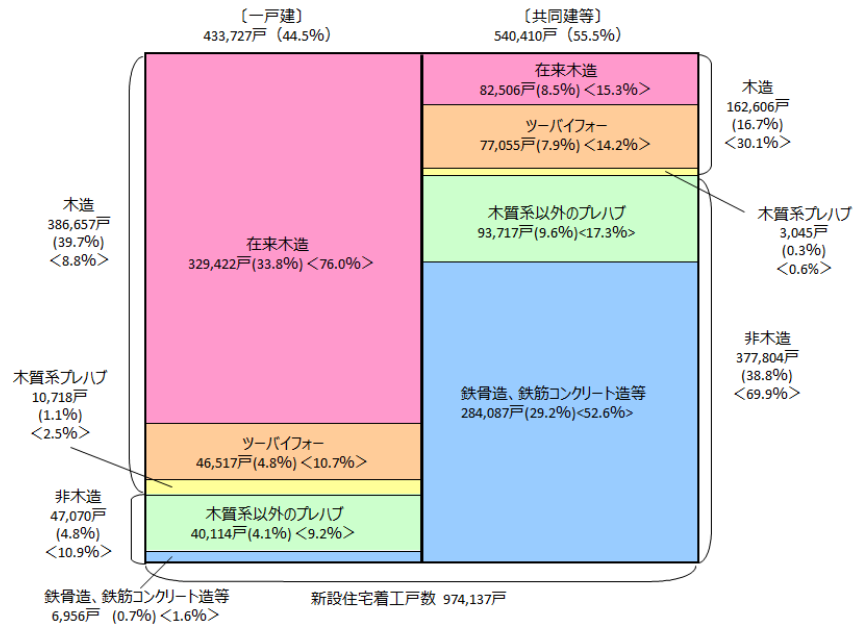 〔一戸建〕
433,727戸（44.5%）
〔共同建等〕
540,410戸（55.5%）
木造
386,657戸
(39.7%)
＜8.8%＞
在来木造
329,422戸(33.8%) ＜76.0%＞
木質系プレハブ
10,718戸
(1.1%)
＜2.5%＞
ツーバイフォー
46,517戸(4.8%) ＜10.7%＞
非木造
47,070戸
(4.8%)
＜10.9%＞
木質系以外のプレハブ
40,114戸(4.1%) ＜9.2%＞
鉄骨造、鉄筋コンクリート造等
6,956戸 (0.7%) ＜1.6%＞
在来木造
82,506戸(8.5%) ＜15.3%＞
ツーバイフォー
77,055戸(7.9%) ＜14.2%＞
木質系以外のプレハブ
93,717戸(9.6%)<17.3%>
鉄骨造、鉄筋コンクリート造等
284,087戸(29.2%)<52.6%>
木造
162,606戸
(16.7%)
＜30.1%＞
木質系プレハブ
3,045戸
(0.3%)
＜0.6%＞
非木造
377,804戸
(38.8%)
＜69.9%＞
新設住宅着工戸数 974,137戸